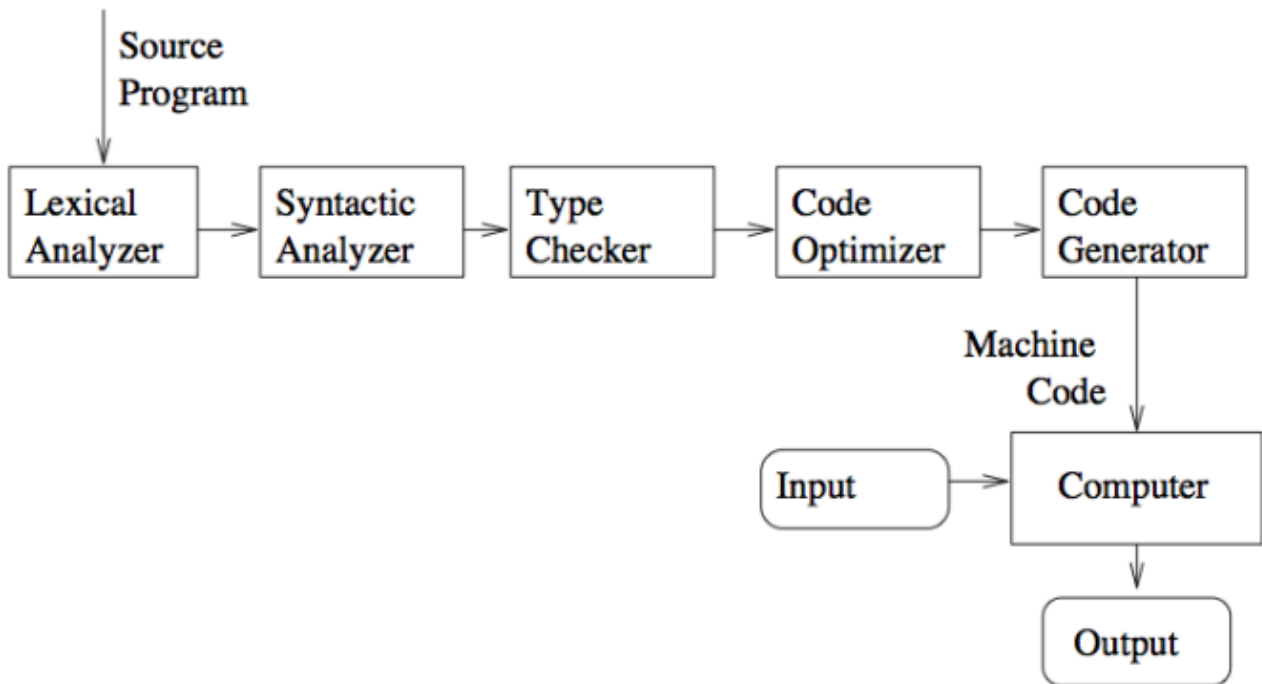 Source
Program
Lexical
Analyzer
Syntactic
Analyzer
Type
Checker
Code
Optimizer
Code
Generator
Machine
Code
Input
Computer
Output